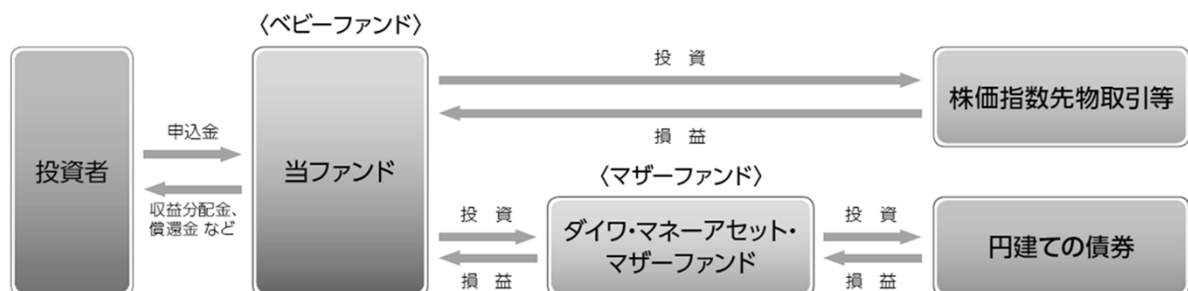 〈ベビーファンド〉
投資者
申込金
収益分配金、
償還金 など
当ファンド
投 資
損 益
株価指数先物取引等
〈マザーファンド〉
投 資
損 益
ダイワ・マネーアセット・
マザーファンド
投 資
損 益
円建ての債券